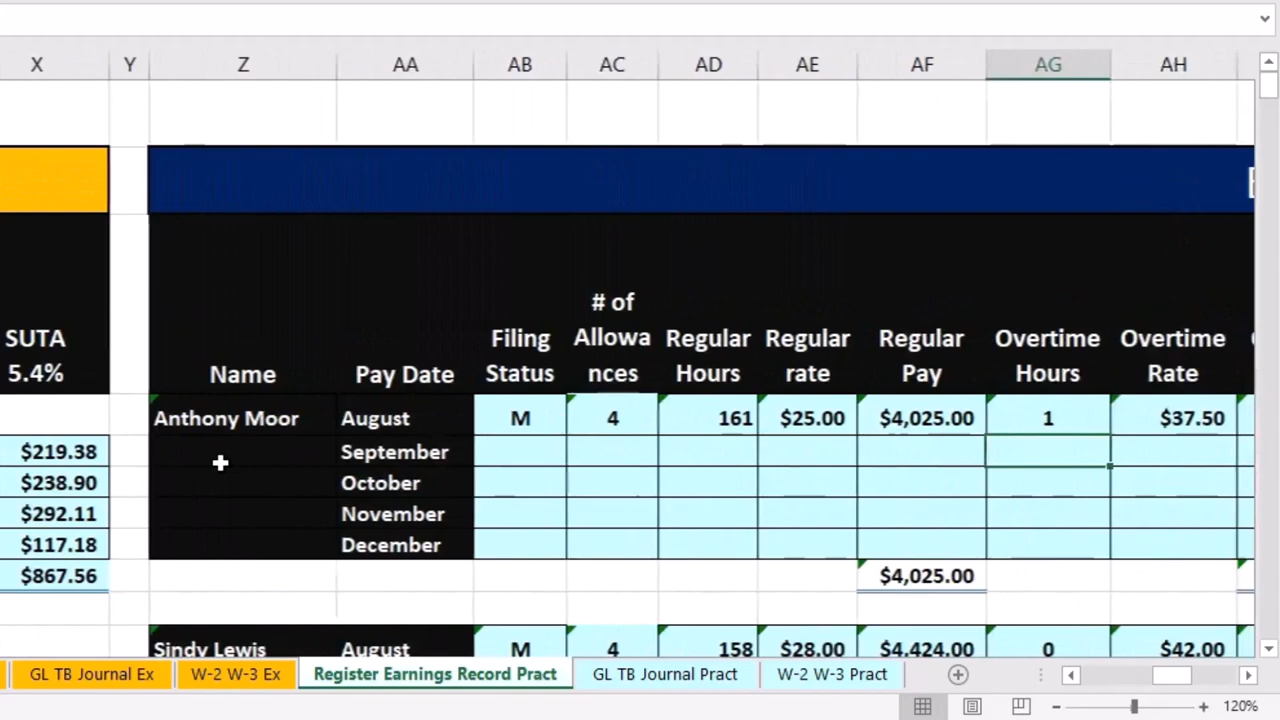 X Y Z AA AB AC AD AE AF AG AH
SUTA 5.4% Name Pay Date Filing Status # of Allowa nces Regular Hours Regular rate Regular Pay Overtime Hours Overtime Rate
Anthony Moor August M 4 161 $25.00 $4,025.00 1 $37.50
$219.38 September
$238.90 October
$292.11 November
$117.18 December
$867.56 $4,025.00
Sindy Lewis August M 4 158 $28.00 $4,424.00 0 $42.00
GL TB Journal Ex W-2 W-3 Ex Register Earnings Record Pract GL TB Journal Pract W-2 W-3 Pract
120%